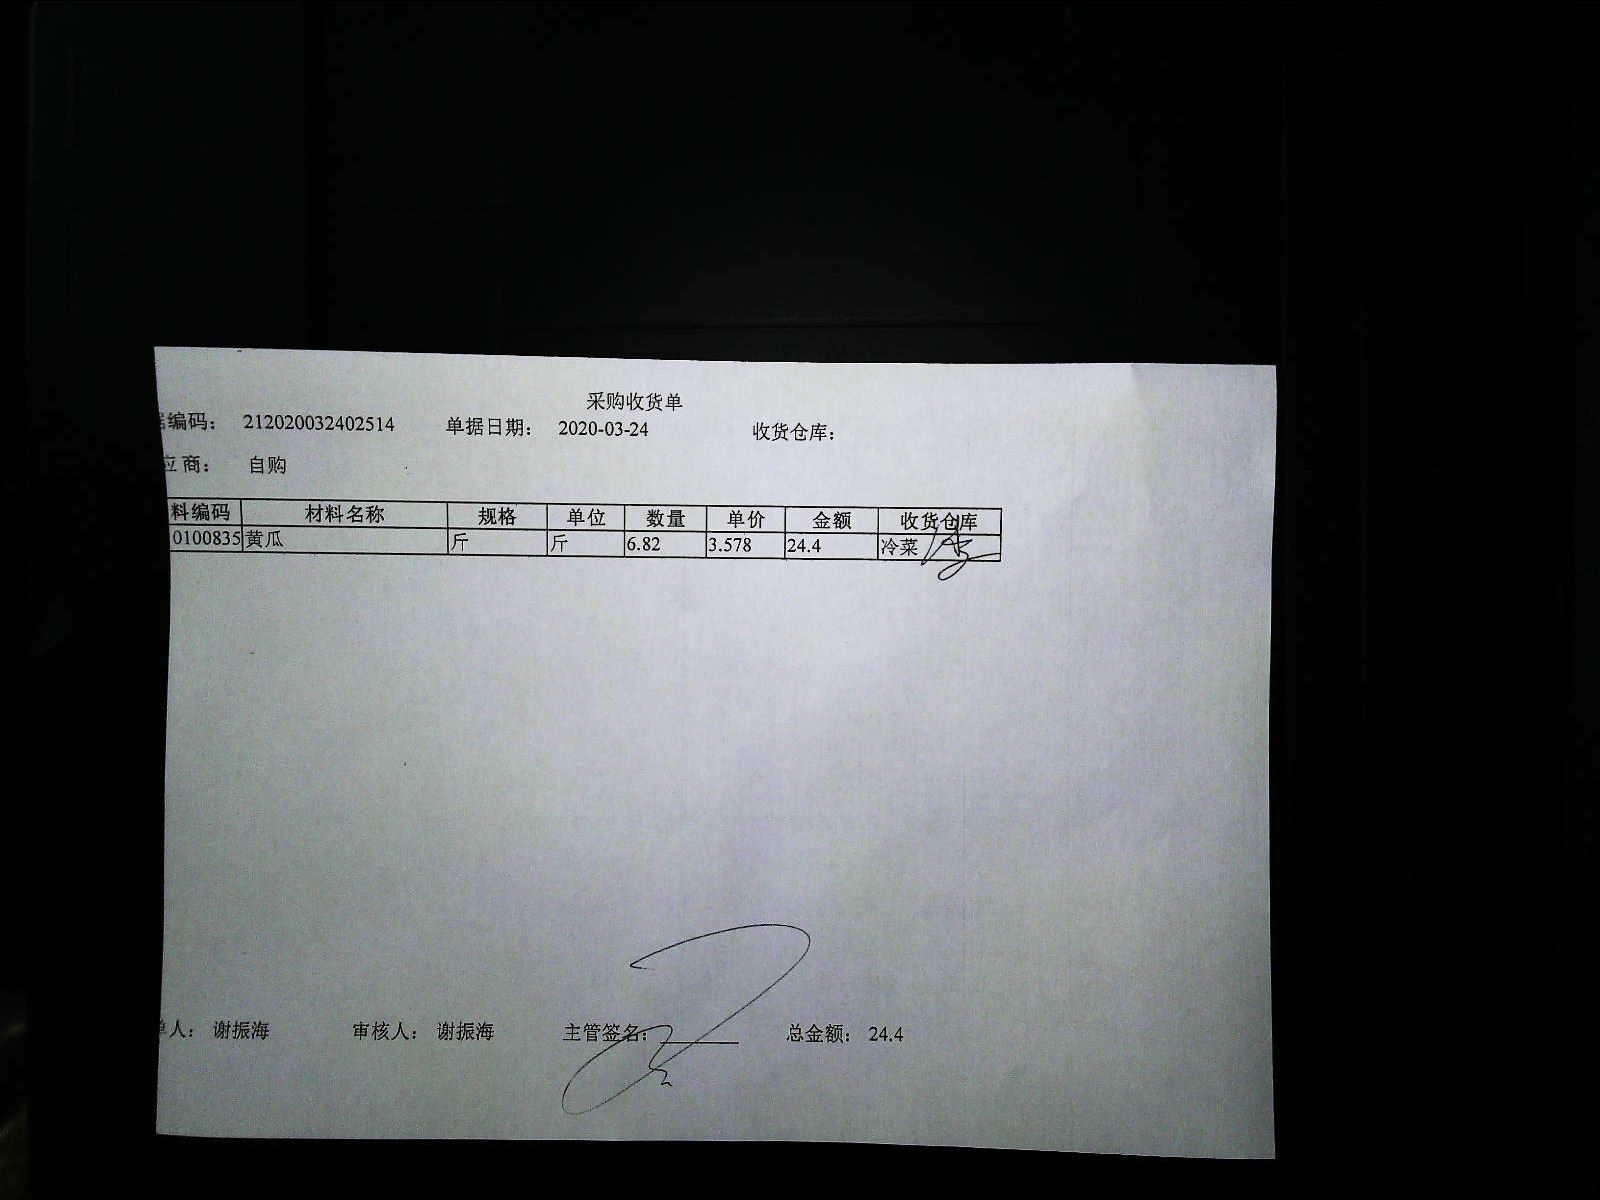 采购收货单
编码： 212020032402514 单据日期： 2020-03-24 收货仓库：
应商： 自购
料编码 材料名称 规格 单位 数量 单价 金额 收货仓库
0100835 黄瓜 斤 斤 6.82 3.578 24.4 冷菜
单人： 谢振海 审核人： 谢振海 主管签名： 总金额： 24.4